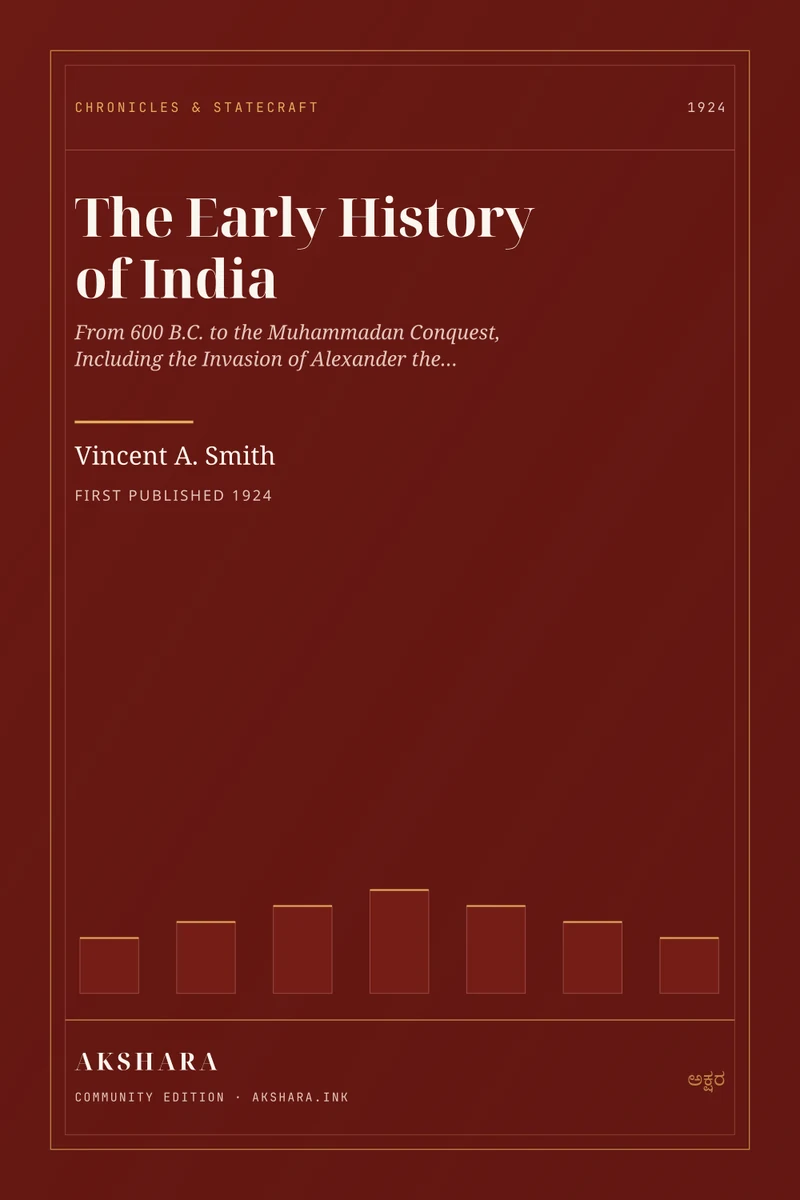 CHRONICLES & STATECRAFT
1924
The Early History
of India
From 600 B.C. to the Muhammadan Conquest,
Including the Invasion of Alexander the…
Vincent A. Smith
FIRST PUBLISHED 1924
AKSHARA
COMMUNITY EDITION · AKSHARA.INK
ಅಕ್ಷರ